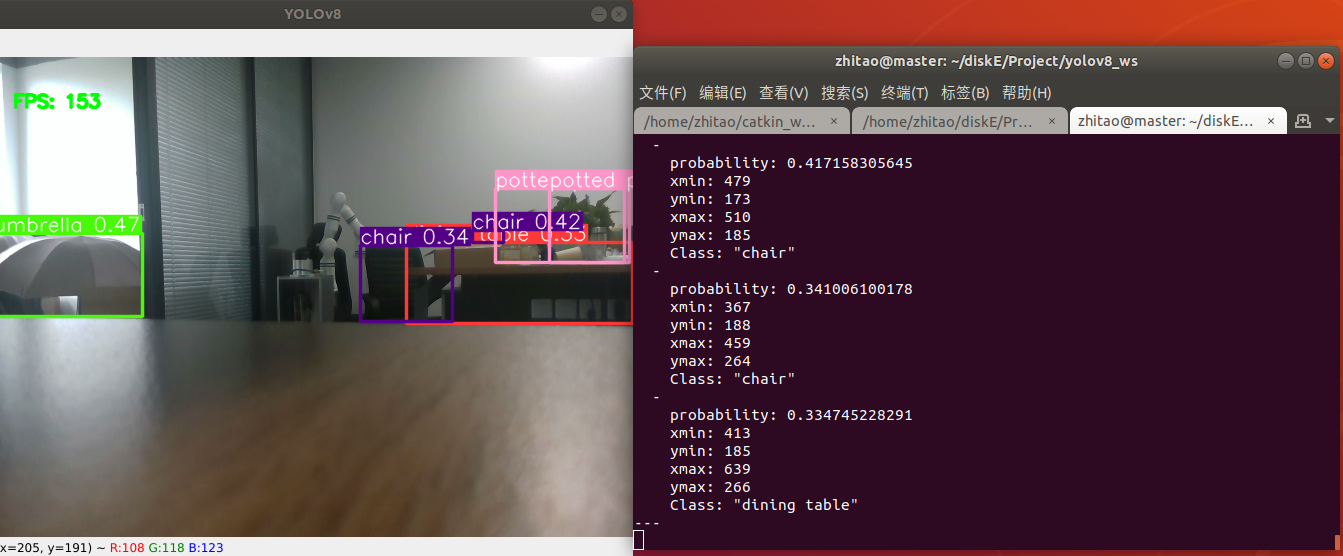 YOLOv8
FPS: 153
umbrella 0.47
pottepotted p
chair 0.42
chair 0.34
table 0.33
x=205, y=191) ~ R:108 G:118 B:123
zhitao@master: ~/diskE/Project/yolov8_ws
文件(F) 编辑(E) 查看(V) 搜索(S) 终端(T) 标签(B) 帮助(H)
/home/zhitao/catkin_w… × /home/zhitao/diskE/Pr… × zhitao@master: ~/diskE… ×
-
probability: 0.417158305645
xmin: 479
ymin: 173
xmax: 510
ymax: 185
Class: "chair"
-
probability: 0.341006100178
xmin: 367
ymin: 188
xmax: 459
ymax: 264
Class: "chair"
-
probability: 0.334745228291
xmin: 413
ymin: 185
xmax: 639
ymax: 266
Class: "dining table"
---